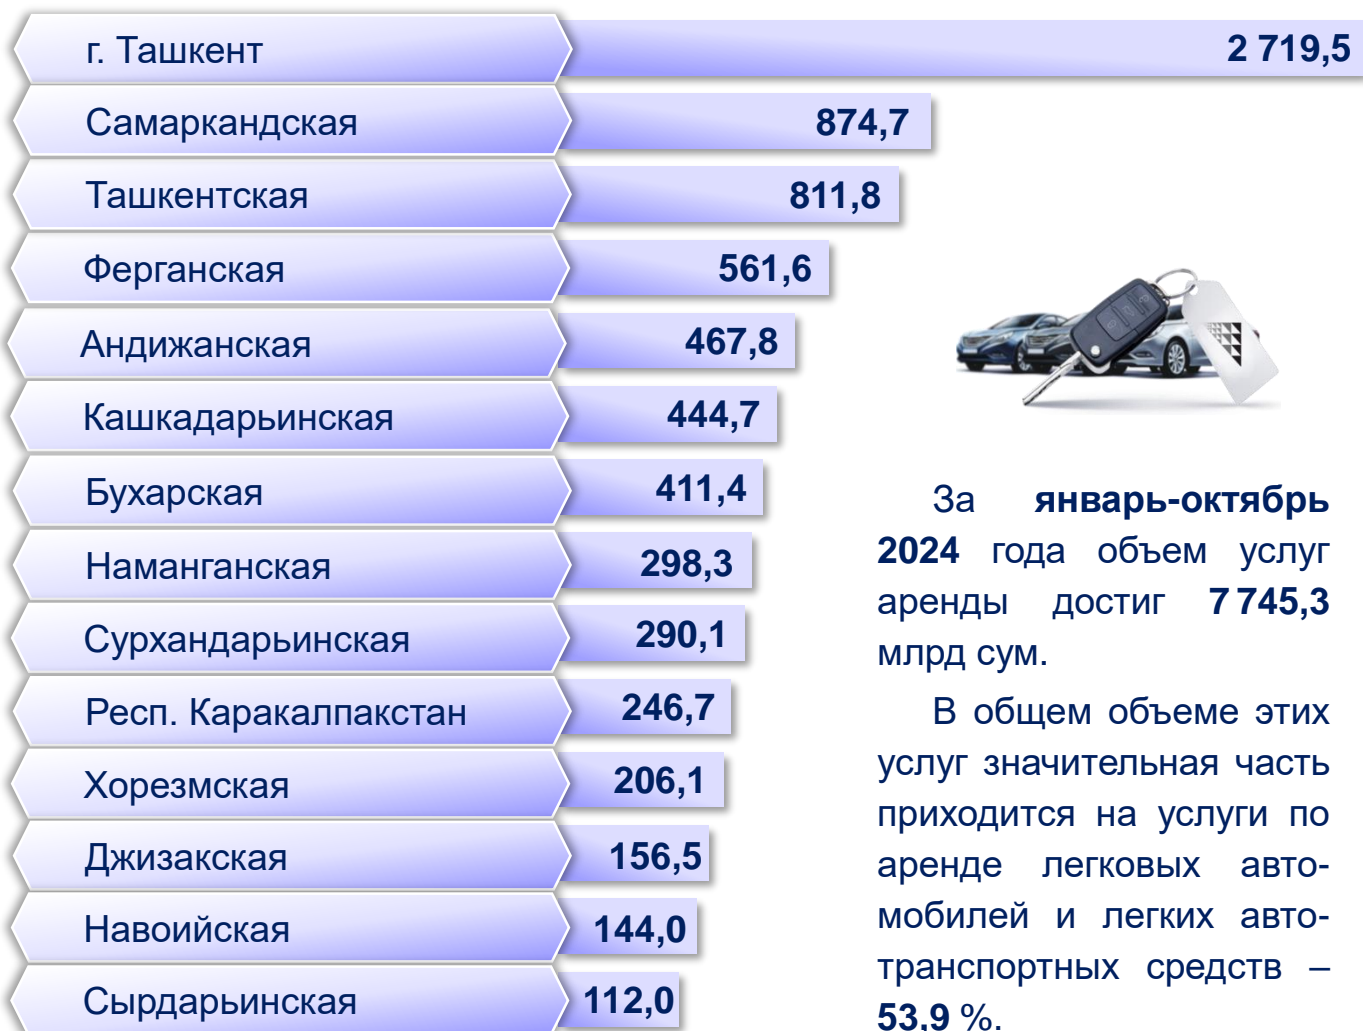 г. Ташкент 2 719,5
Самаркандская 874,7
Ташкентская 811,8
Ферганская 561,6
Андижанская 467,8
Кашкадарьинская 444,7
Бухарская 411,4
Наманганская 298,3
Сурхандарьинская 290,1
Респ. Каракалпакстан 246,7
Хорезмская 206,1
Джизакская 156,5
Навоийская 144,0
Сырдарьинская 112,0
За январь-октябрь
2024 года объем услуг
аренды достиг 7 745,3
млрд сум.
В общем объеме этих
услуг значительная часть
приходится на услуги по
аренде легковых авто-
мобилей и легких авто-
транспортных средств –
53,9 %.